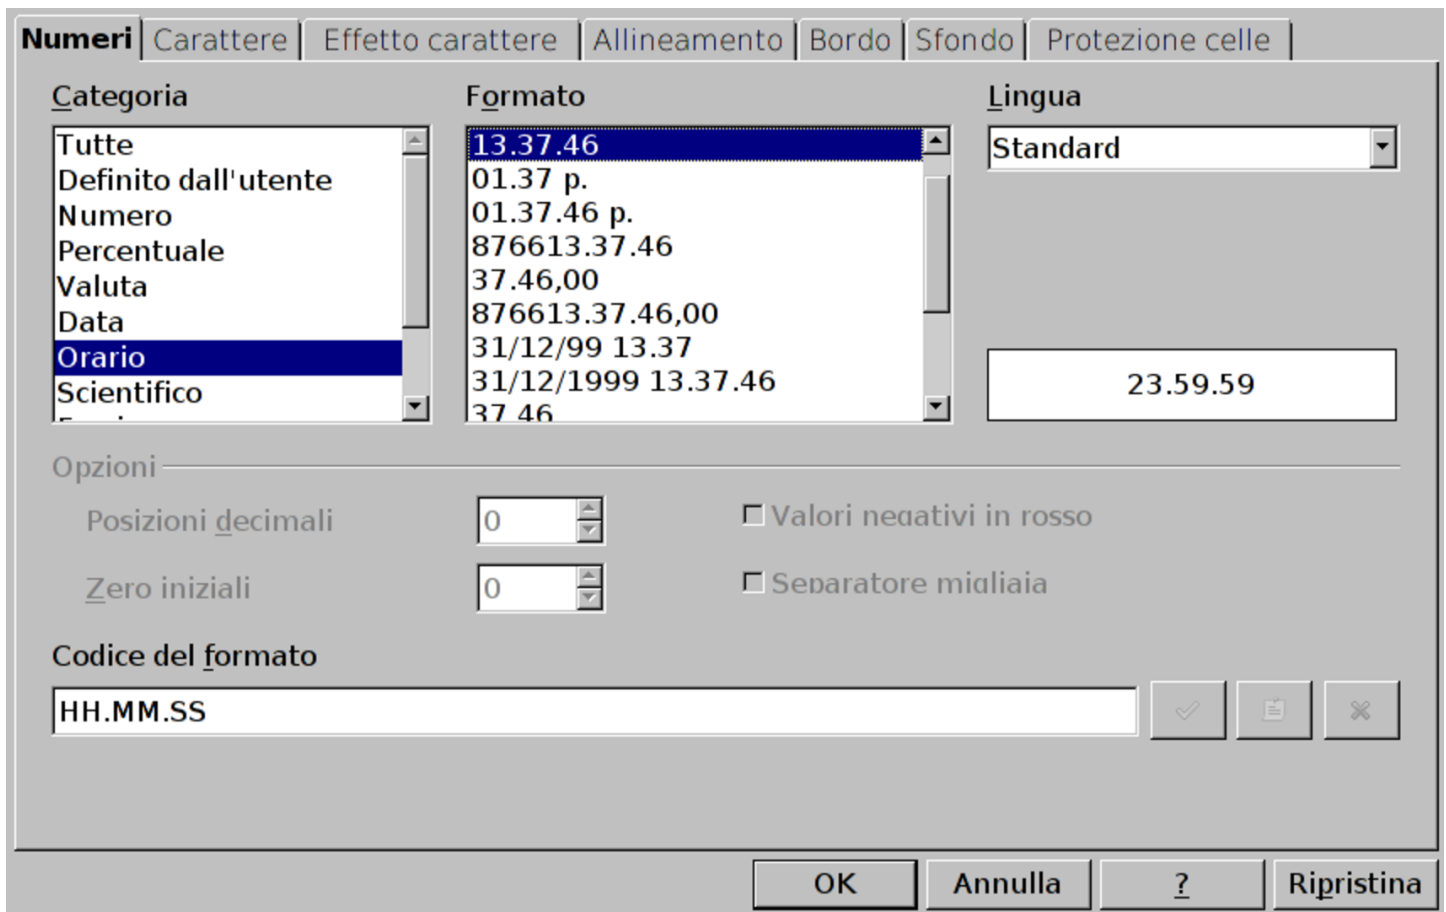 Numeri Carattere Effetto carattere Allineamento Bordo Sfondo Protezione celle
Categoria
Tutte
Definito dall'utente
Numero
Percentuale
Valuta
Data
Orario
Scientifico
Formato
13.37.46
01.37 p.
01.37.46 p.
876613.37.46
37.46,00
876613.37.46,00
31/12/99 13.37
31/12/1999 13.37.46
37.46
Lingua
Standard
23.59.59
Opzioni
Posizioni decimali 0
Valori negativi in rosso
Zero iniziali 0
Separatore migliaia
Codice del formato
HH.MM.SS
OK Annulla ? Ripristina